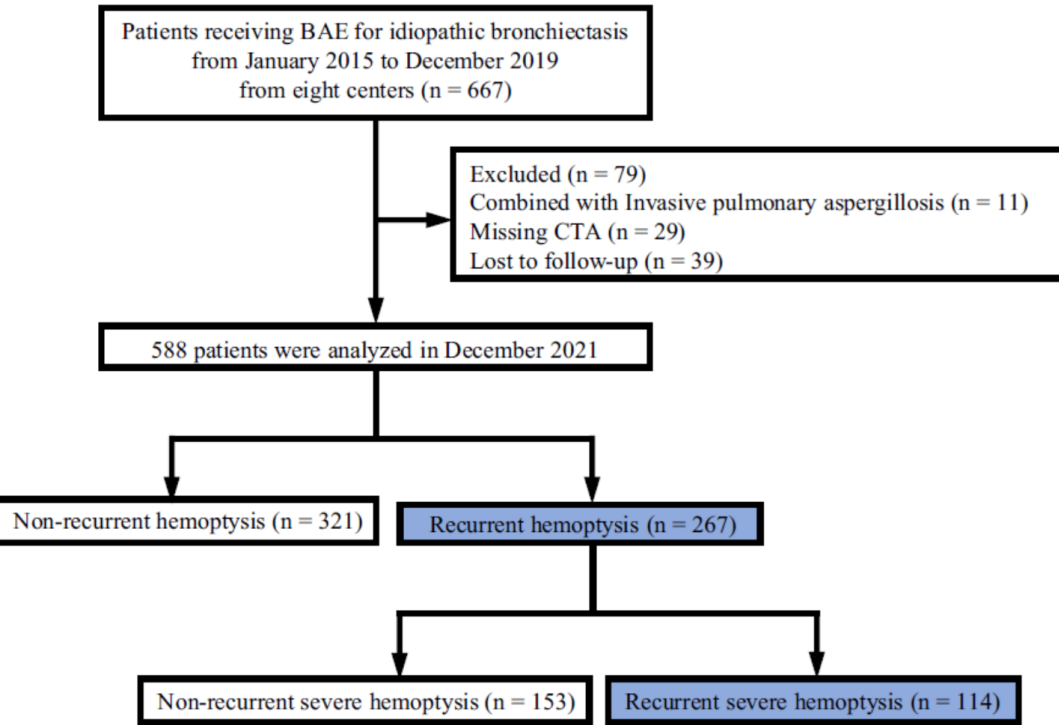 Patients receiving BAE for idiopathic bronchiectasis
from January 2015 to December 2019
from eight centers (n = 667)
Excluded (n = 79)
Combined with Invasive pulmonary aspergillosis (n = 11)
Missing CTA (n = 29)
Lost to follow-up (n = 39)
588 patients were analyzed in December 2021
Non-recurrent hemoptysis (n = 321)
Recurrent hemoptysis (n = 267)
Non-recurrent severe hemoptysis (n = 153)
Recurrent severe hemoptysis (n = 114)